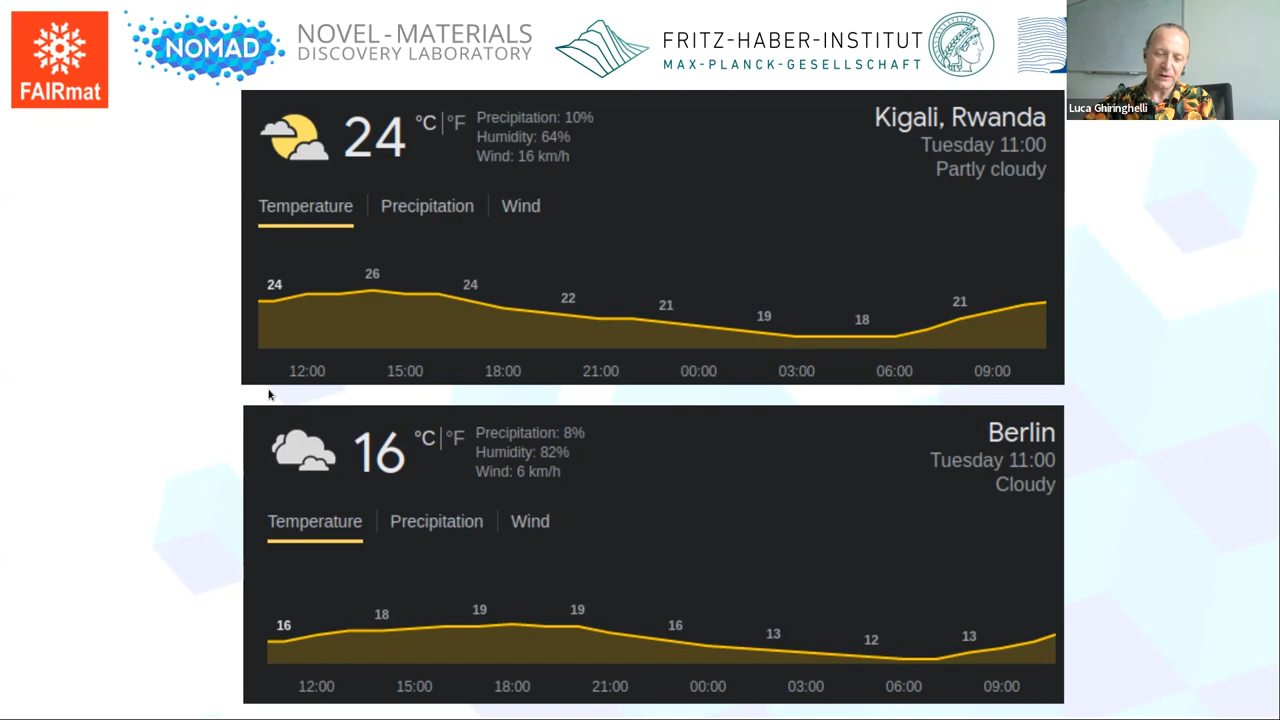 FAIRmat
NOMAD
NOVEL-MATERIALS
DISCOVERY LABORATORY
FRITZ-HABER-INSTITUT
MAX-PLANCK-GESELLSCHAFT
Luca Ghiringhelli
24 °C | °F
Precipitation: 10%
Humidity: 64%
Wind: 16 km/h
Kigali, Rwanda
Tuesday 11:00
Partly cloudy
Temperature Precipitation Wind
24 26 24 22 21 19 18 21
12:00 15:00 18:00 21:00 00:00 03:00 06:00 09:00
16 °C | °F
Precipitation: 8%
Humidity: 82%
Wind: 6 km/h
Berlin
Tuesday 11:00
Cloudy
Temperature Precipitation Wind
16 18 19 19 16 13 12 13
12:00 15:00 18:00 21:00 00:00 03:00 06:00 09:00